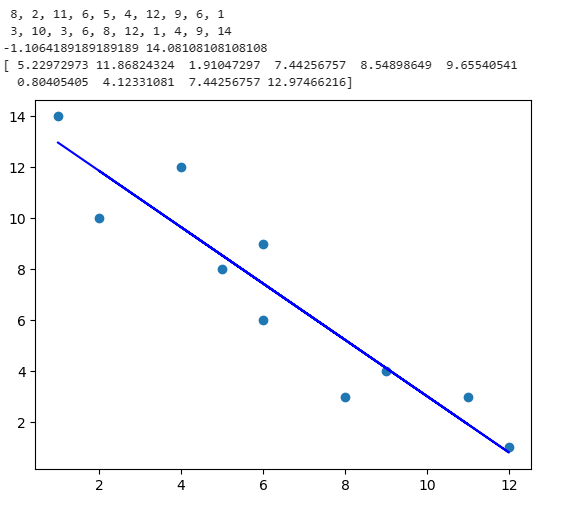 8, 2, 11, 6, 5, 4, 12, 9, 6, 1
3, 10, 3, 6, 8, 12, 1, 4, 9, 14
-1.1064189189189189 14.08108108108108
[ 5.22972973 11.86824324 1.91047297 7.44256757 8.54898649 9.65540541
0.80405405 4.12331081 7.44256757 12.97466216]
14
12
10
8
6
4
2
2 4 6 8 10 12